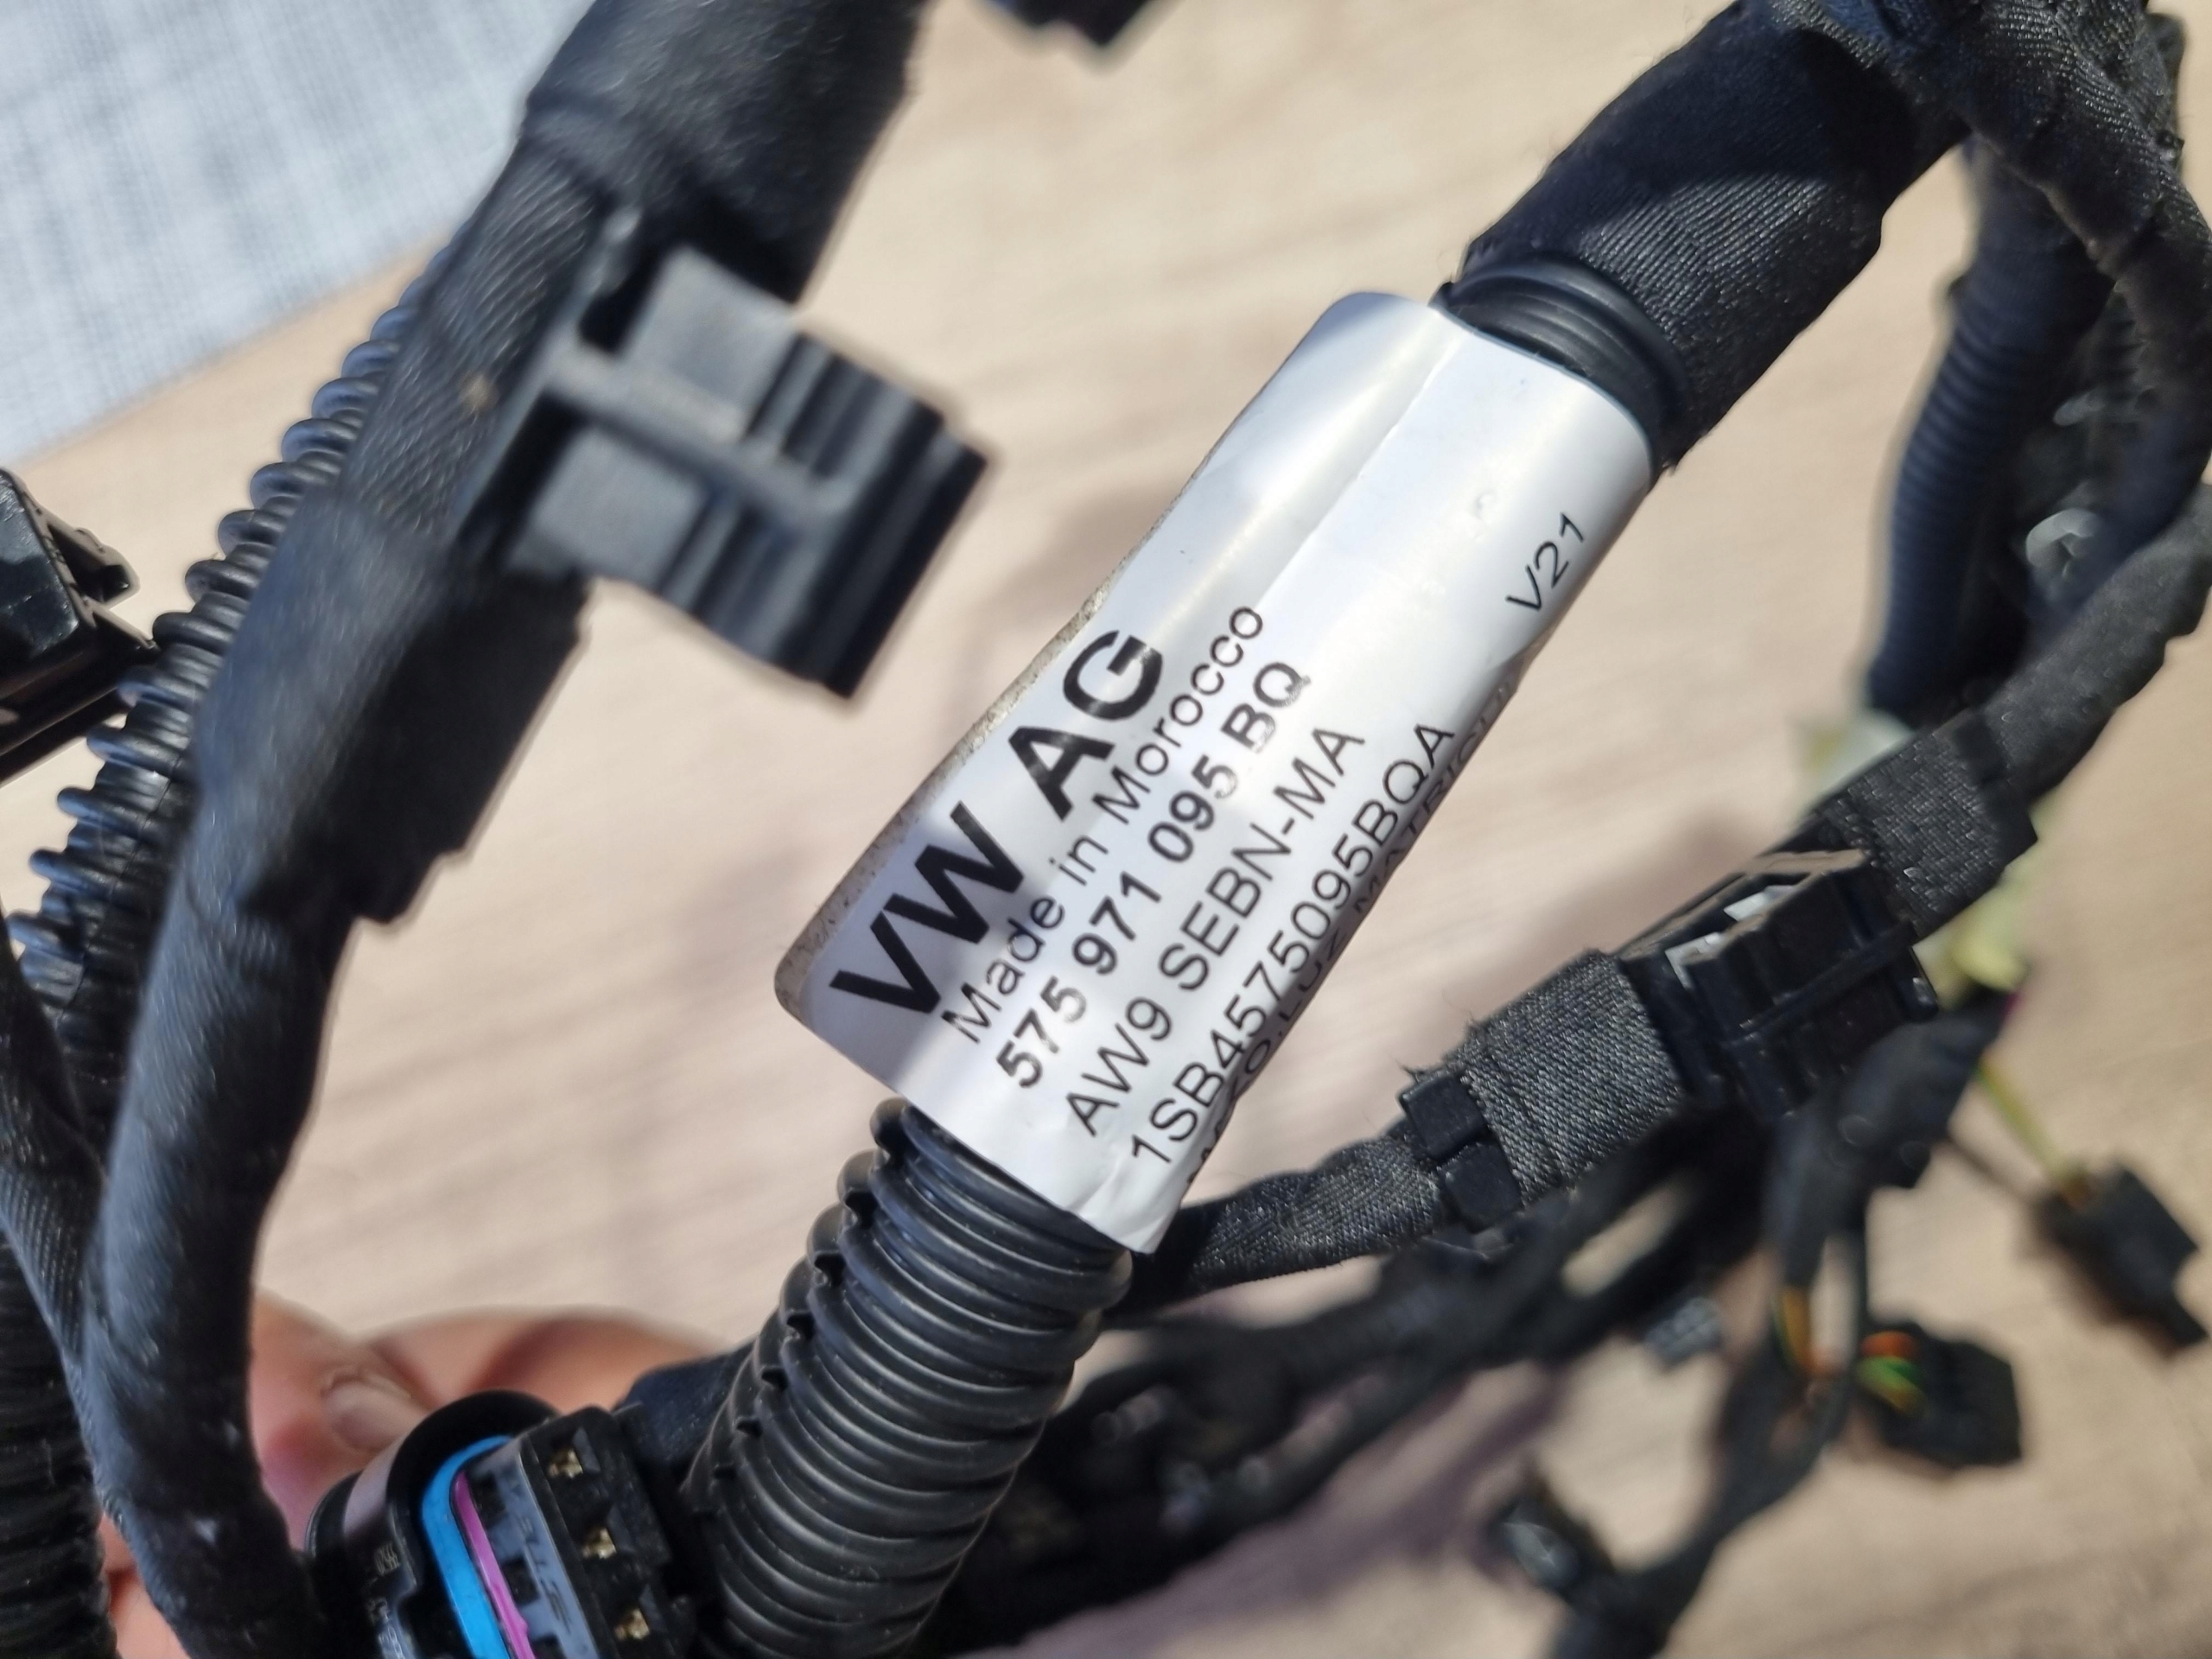 VW AG
Made in Morocco
575 971 095 BQ
AW9 SEBN-MA
V21
1SB4575095BQA